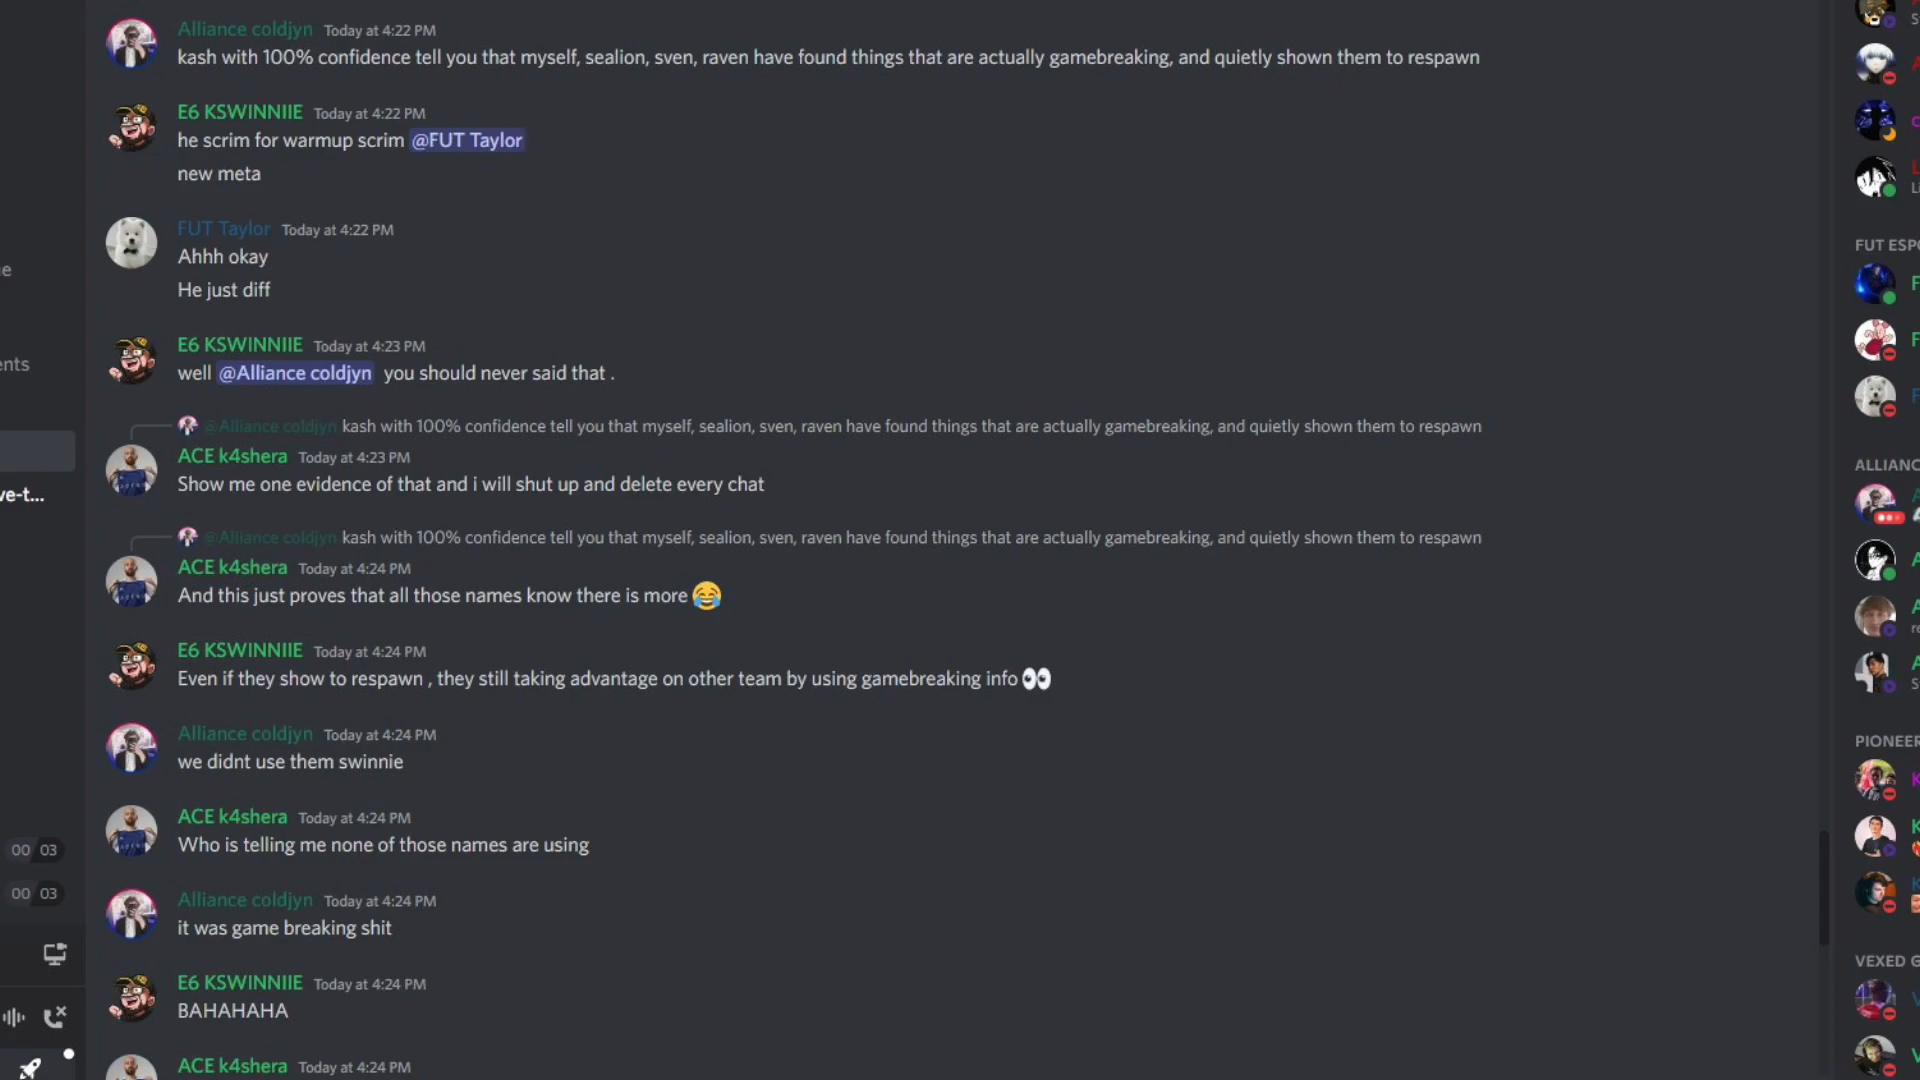 Alliance coldjyn Today at 4:22 PM
kash with 100% confidence tell you that myself, sealion, sven, raven have found things that are actually gamebreaking, and quietly shown them to respawn
E6 KSWINNIIE Today at 4:22 PM
he scrim for warmup scrim @FUT Taylor
new meta
FUT Taylor Today at 4:22 PM
Ahhh okay
He just diff
E6 KSWINNIIE Today at 4:23 PM
well @Alliance coldjyn you should never said that .
@Alliance coldjyn kash with 100% confidence tell you that myself, sealion, sven, raven have found things that are actually gamebreaking, and quietly shown them to respawn
ACE k4shera Today at 4:23 PM
Show me one evidence of that and i will shut up and delete every chat
@Alliance coldjyn kash with 100% confidence tell you that myself, sealion, sven, raven have found things that are actually gamebreaking, and quietly shown them to respawn
ACE k4shera Today at 4:24 PM
And this just proves that all those names know there is more 😂
E6 KSWINNIIE Today at 4:24 PM
Even if they show to respawn , they still taking advantage on other team by using gamebreaking info 👀
Alliance coldjyn Today at 4:24 PM
we didnt use them swinnie
ACE k4shera Today at 4:24 PM
Who is telling me none of those names are using
Alliance coldjyn Today at 4:24 PM
it was game breaking shit
E6 KSWINNIIE Today at 4:24 PM
BAHAHAHA
ACE k4shera Today at 4:24 PM
e
ents
ve-t...
00 03
00 03
FUT ESPO
ALLIANC
PIONEER
VEXED G